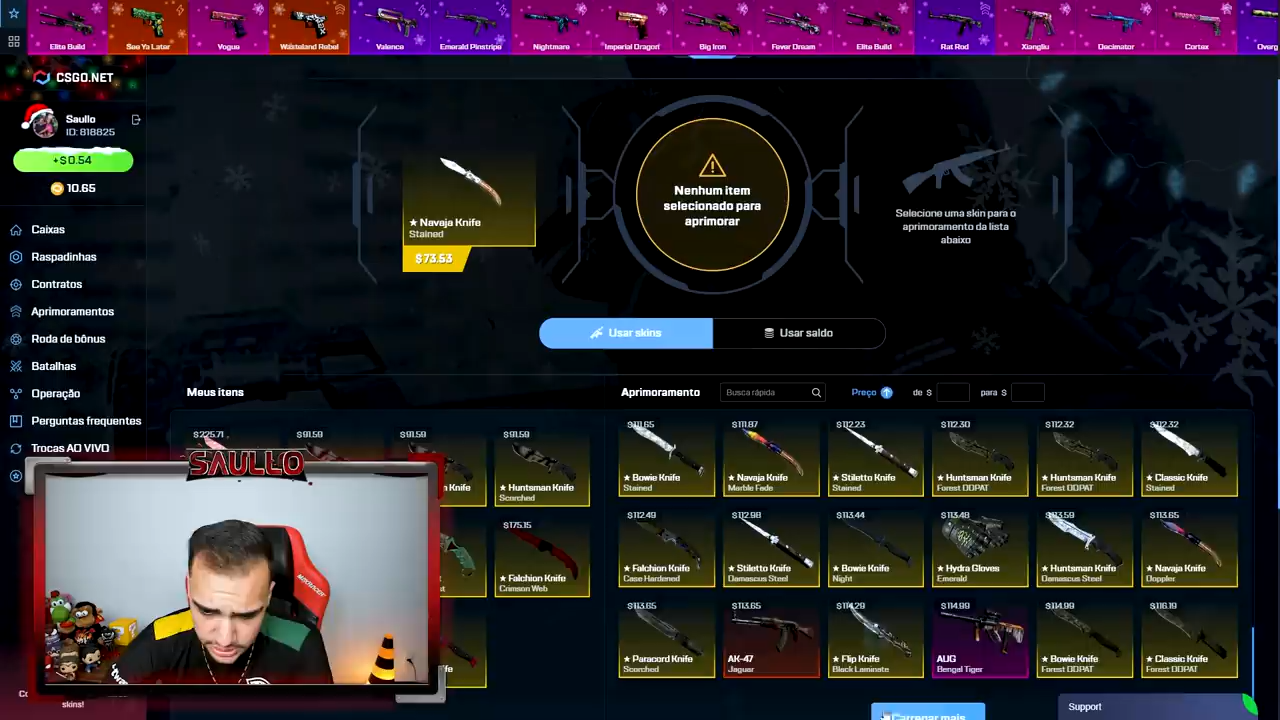 Elite Build
See Ya Later
Vogue
Wasteland Rebel
Valence
Emerald Pinstripe
Nightmare
Imperial Dragon
Big Iron
Fever Dream
Elite Build
Rat Rod
Xiangliu
Decimator
Cortex
CSGO.NET
Saullo
ID: 818825
+$0.54
10.65
Caixas
Raspadinhas
Contratos
Aprimoramentos
Roda de bônus
Batalhas
Operação
Perguntas frequentes
Trocas AO VIVO
skins!
★ Navaja Knife
Stained
$73.53
Nenhum item
selecionado para
aprimorar
Selecione uma skin para o
aprimoramento da lista
abaixo
Usar skins
Usar saldo
Meus itens
$225.71
$91.59
$91.59
$91.59
Knife
★ Huntsman Knife
Scorched
$175.15
★ Falchion Knife
Crimson Web
SAULLO
Aprimoramento
Busca rápida
Preço
de $
para $
$111.65
★ Bowie Knife
Stained
$111.87
★ Navaja Knife
Marble Fade
$112.23
★ Stiletto Knife
Stained
$112.30
★ Huntsman Knife
Forest DDPAT
$112.32
★ Huntsman Knife
Forest DDPAT
$112.32
★ Classic Knife
Stained
$112.49
★ Falchion Knife
Case Hardened
$112.98
★ Stiletto Knife
Damascus Steel
$113.44
★ Bowie Knife
Night
$113.48
★ Hydra Gloves
Emerald
$113.59
★ Huntsman Knife
Damascus Steel
$113.65
★ Navaja Knife
Doppler
$113.65
★ Paracord Knife
Scorched
$113.65
AK-47
Jaguar
$114.29
★ Flip Knife
Black Laminate
$114.99
AUG
Bengal Tiger
$114.99
★ Bowie Knife
Forest DDPAT
$116.19
★ Classic Knife
Forest DDPAT
Carregar mais
Support